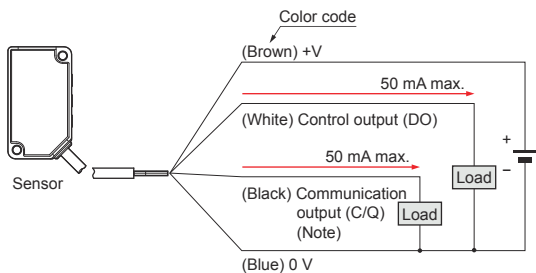 Color code
(Brown) +V
50 mA max.
(White) Control output (DO)
+
Load
−
50 mA max.
Sensor
(Black) Communication
output (C/Q)
Load
(Note)
(Blue) 0 V